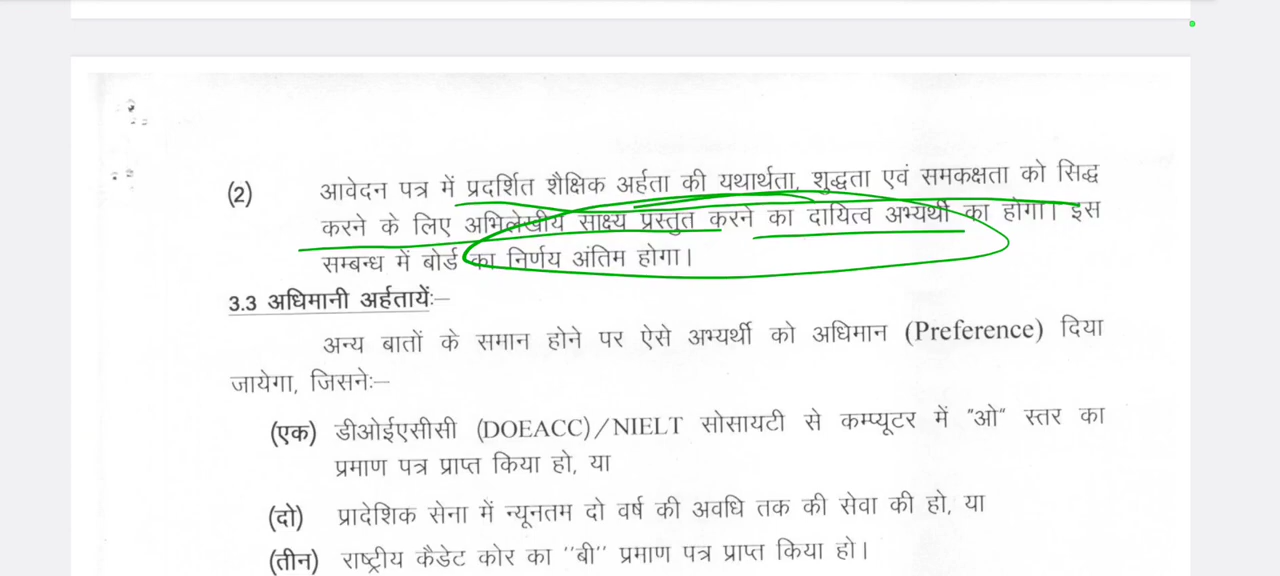 (2) आवेदन पत्र में प्रदर्शित शैक्षिक अर्हता की यथार्थता, शुद्धता एवं समकक्षता को सिद्ध
करने के लिए अभिलेखीय साक्ष्य प्रस्तुत करने का दायित्व अभ्यर्थी का होगा। इस
सम्बन्ध में बोर्ड का निर्णय अंतिम होगा।
3.3 अधिमानी अर्हतायें:–
अन्य बातों के समान होने पर ऐसे अभ्यर्थी को अधिमान (Preference) दिया
जायेगा, जिसने:–
(एक) डीओईएसीसी (DOEACC)/NIELT सोसायटी से कम्प्यूटर में "ओ" स्तर का
प्रमाण पत्र प्राप्त किया हो, या
(दो) प्रादेशिक सेना में न्यूनतम दो वर्ष की अवधि तक की सेवा की हो, या
(तीन) राष्ट्रीय कैडेट कोर का ''बी'' प्रमाण पत्र प्राप्त किया हो।